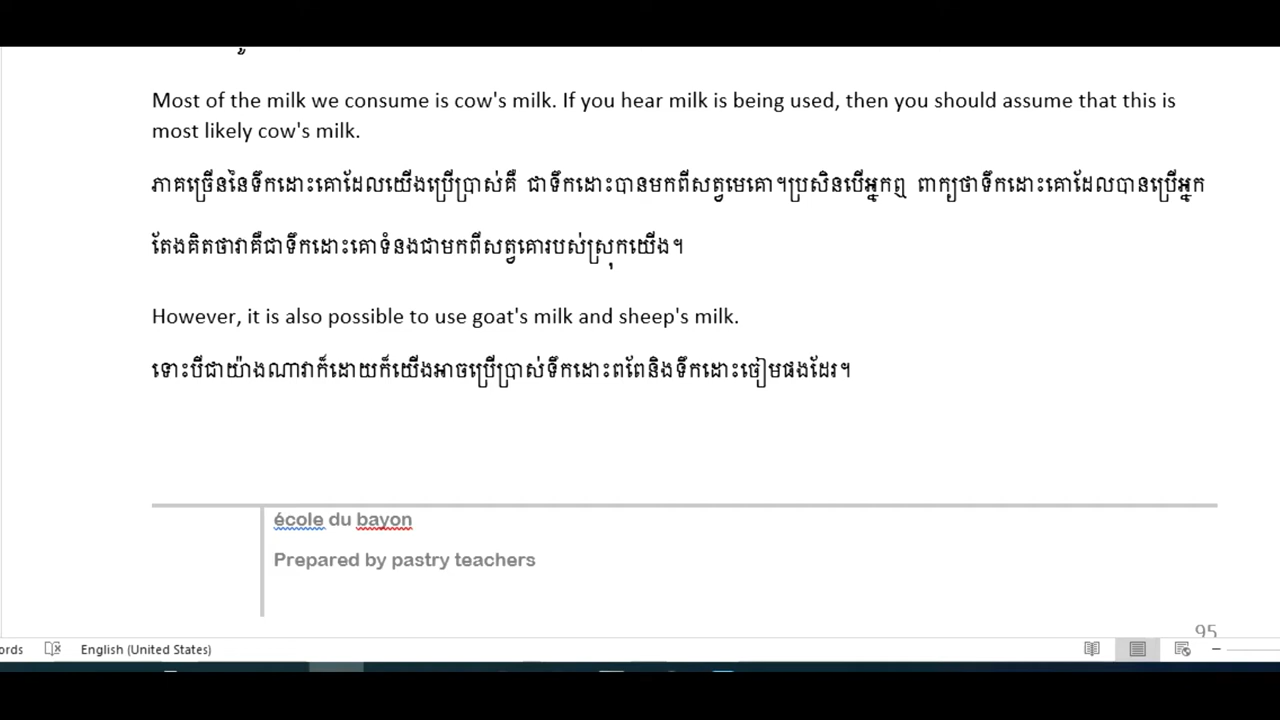 Most of the milk we consume is cow's milk. If you hear milk is being used, then you should assume that this is
most likely cow's milk.
ភាគច្រើននៃទឹកដោះគោដែលយើងប្រើប្រាស់គឺ ជាទឹកដោះបានមកពីសត្វមេគោ។ប្រសិនបើអ្នកឮ ពាក្យថាទឹកដោះគោដែលបានប្រើអ្នក
តែងគិតថាវាគឺជាទឹកដោះគោទំនងជាមកពីសត្វគោរបស់ស្រុកយើង។
However, it is also possible to use goat's milk and sheep's milk.
ទោះបីជាយ៉ាងណាវាក៏ដោយក៏យើងអាចប្រើប្រាស់ទឹកដោះពពែនិងទឹកដោះចៀមផងដែរ។
école du bayon
Prepared by pastry teachers
95
ords English (United States)